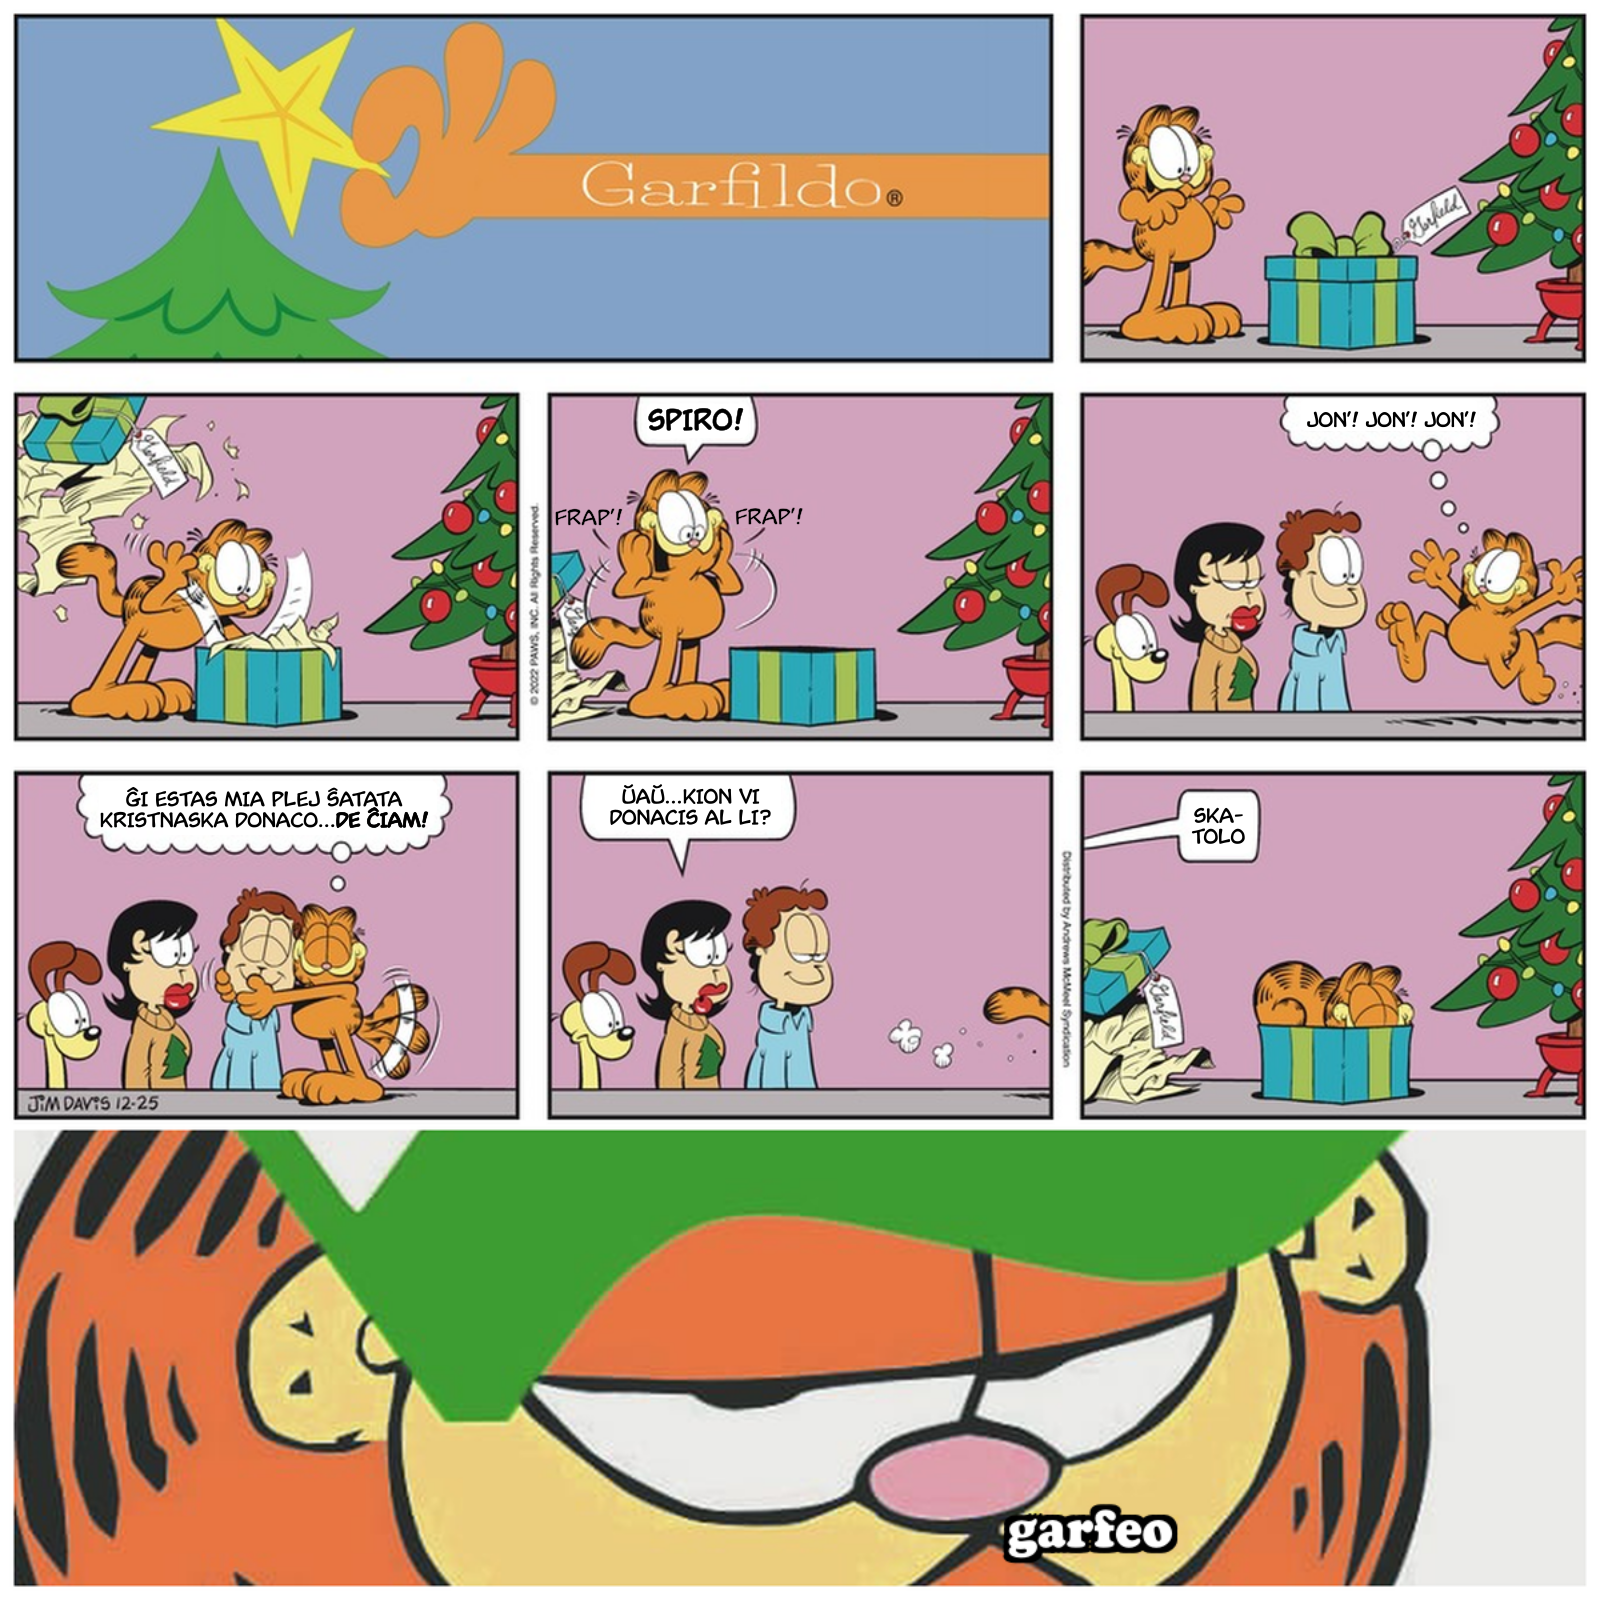 Garfildo®
Garfield
Garfield
© 2022 PAWS, INC. All Rights Reserved.
SPIRO!
FRAP'!
FRAP'!
JON'! JON'! JON'!
ĜI ESTAS MIA PLEJ ŜATATA
KRISTNASKA DONACO...DE ĈIAM!
JIM DAVIS 12-25
ŬAŬ...KION VI
DONACIS AL LI?
Distributed by Andrews McMeel Syndication
SKA-
TOLO
Garfield
garfeo